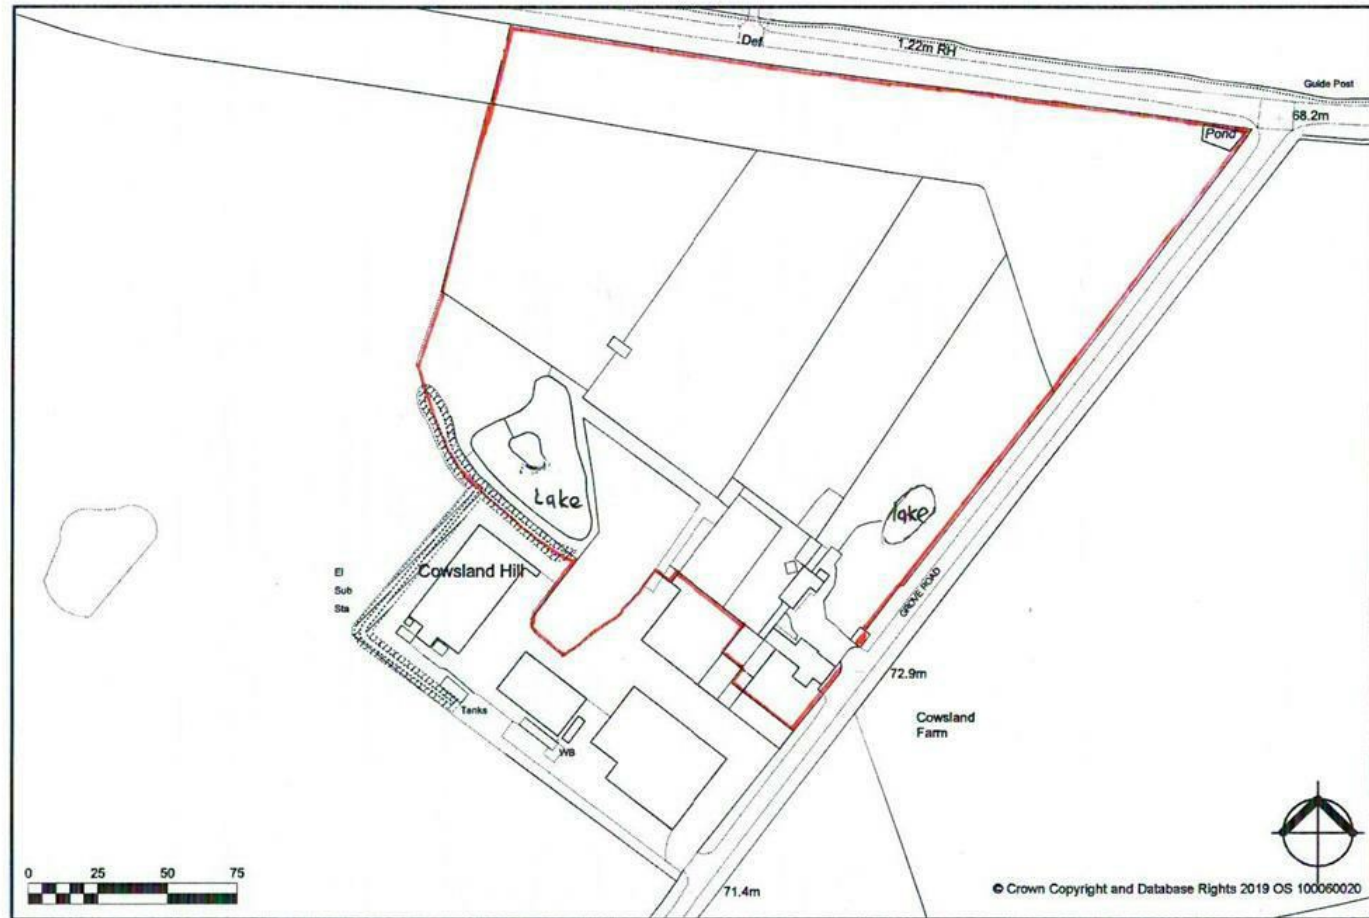 Def
1.22m RH
Guide Post
68.2m
Pond
Lake
lake
El
Sub
Sta
Cowsland Hill
GROVE ROAD
72.9m
Cowsland
Farm
Tanks
WB
0 25 50 75
71.4m
© Crown Copyright and Database Rights 2019 OS 100060020